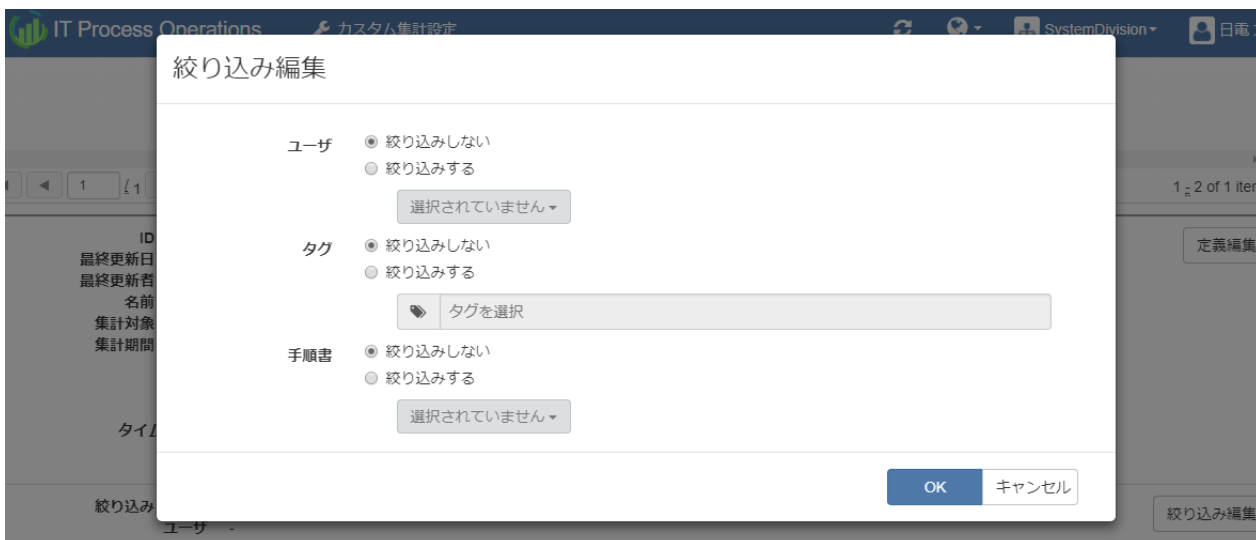 IT Process Operations カスタム集計設定 SystemDivision 日電
絞り込み編集
ユーザ 絞り込みしない
絞り込みする
選択されていません
1 / 1 1 - 2 of 1 iter
ID タグ 絞り込みしない 定義編集
最終更新日 絞り込みする
最終更新者
名前 タグを選択
集計対象
集計期間 手順書 絞り込みしない
絞り込みする
選択されていません
タイム
OK キャンセル
絞り込み 絞り込み編集
ユーザ -